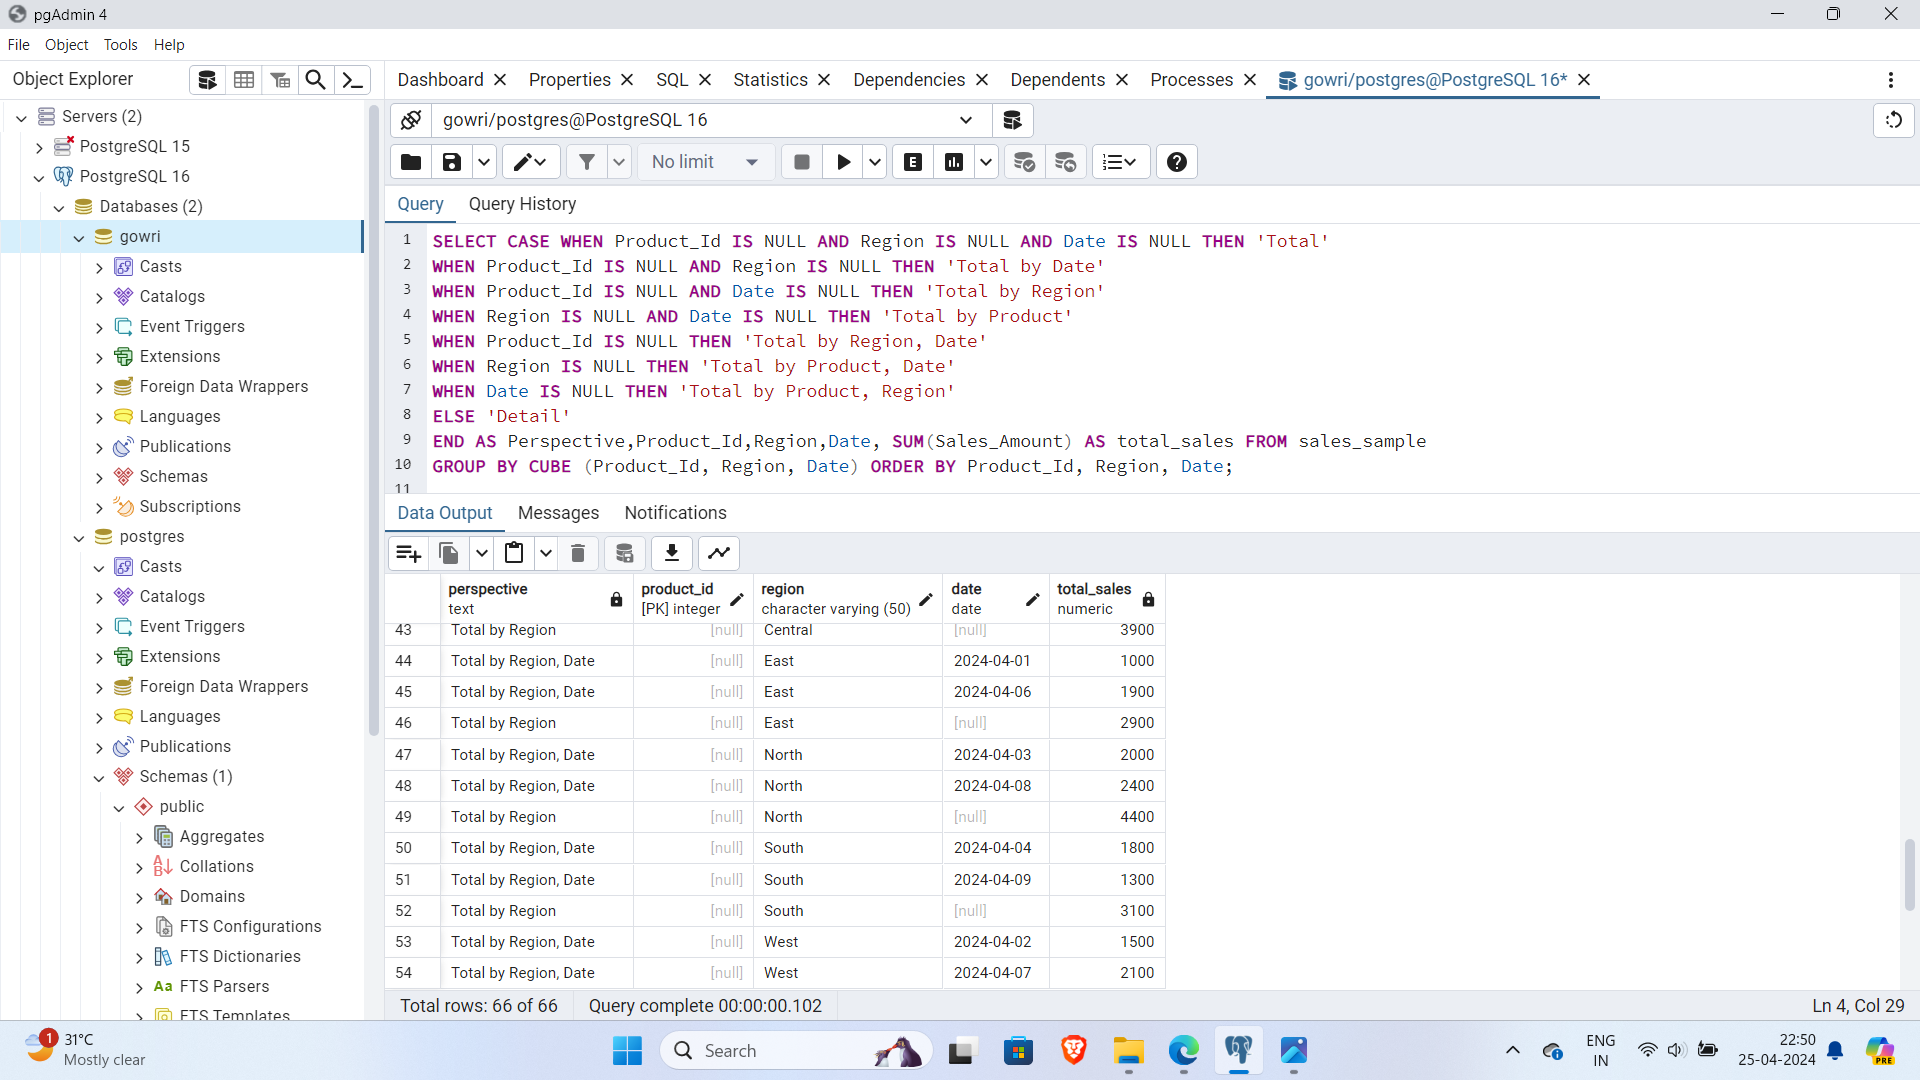 pgAdmin 4
File Object Tools Help
Object Explorer
Dashboard Properties SQL Statistics Dependencies Dependents Processes gowri/postgres@PostgreSQL 16*
Servers (2)
PostgreSQL 15
PostgreSQL 16
Databases (2)
gowri
Casts
Catalogs
Event Triggers
Extensions
Foreign Data Wrappers
Languages
Publications
Schemas
Subscriptions
postgres
Casts
Catalogs
Event Triggers
Extensions
Foreign Data Wrappers
Languages
Publications
Schemas (1)
public
Aggregates
Collations
Domains
FTS Configurations
FTS Dictionaries
Aa FTS Parsers
FTS Templates
gowri/postgres@PostgreSQL 16
No limit
E
Query Query History
1 SELECT CASE WHEN Product_Id IS NULL AND Region IS NULL AND Date IS NULL THEN 'Total'
2 WHEN Product_Id IS NULL AND Region IS NULL THEN 'Total by Date'
3 WHEN Product_Id IS NULL AND Date IS NULL THEN 'Total by Region'
4 WHEN Region IS NULL AND Date IS NULL THEN 'Total by Product'
5 WHEN Product_Id IS NULL THEN 'Total by Region, Date'
6 WHEN Region IS NULL THEN 'Total by Product, Date'
7 WHEN Date IS NULL THEN 'Total by Product, Region'
8 ELSE 'Detail'
9 END AS Perspective,Product_Id,Region,Date, SUM(Sales_Amount) AS total_sales FROM sales_sample
10 GROUP BY CUBE (Product_Id, Region, Date) ORDER BY Product_Id, Region, Date;
11
Data Output Messages Notifications
perspective product_id region date total_sales
text [PK] integer character varying (50) date numeric
43 Total by Region [null] Central [null] 3900
44 Total by Region, Date [null] East 2024-04-01 1000
45 Total by Region, Date [null] East 2024-04-06 1900
46 Total by Region [null] East [null] 2900
47 Total by Region, Date [null] North 2024-04-03 2000
48 Total by Region, Date [null] North 2024-04-08 2400
49 Total by Region [null] North [null] 4400
50 Total by Region, Date [null] South 2024-04-04 1800
51 Total by Region, Date [null] South 2024-04-09 1300
52 Total by Region [null] South [null] 3100
53 Total by Region, Date [null] West 2024-04-02 1500
54 Total by Region, Date [null] West 2024-04-07 2100
Total rows: 66 of 66 Query complete 00:00:00.102 Ln 4, Col 29
1
31°C
Mostly clear
Search
ENG
IN
22:50
25-04-2024
PRE